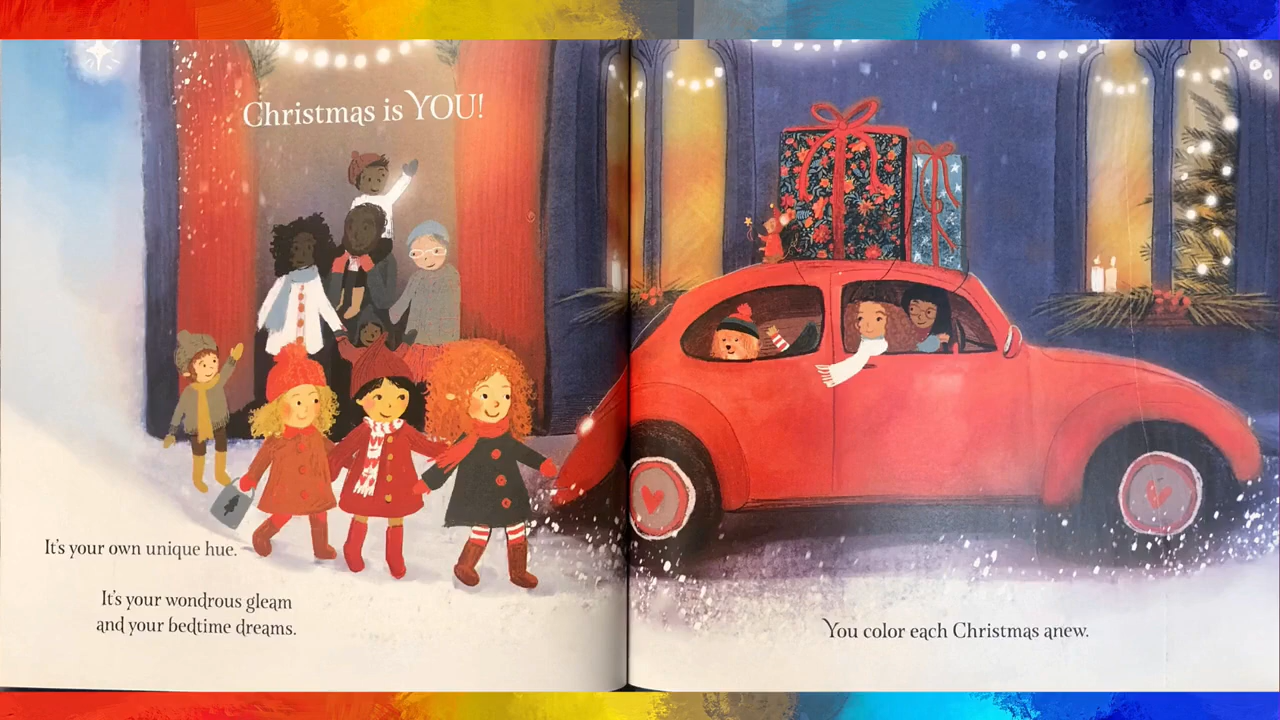 Christmas is YOU!
It's your own unique hue.
It's your wondrous gleam
and your bedtime dreams.
You color each Christmas anew.